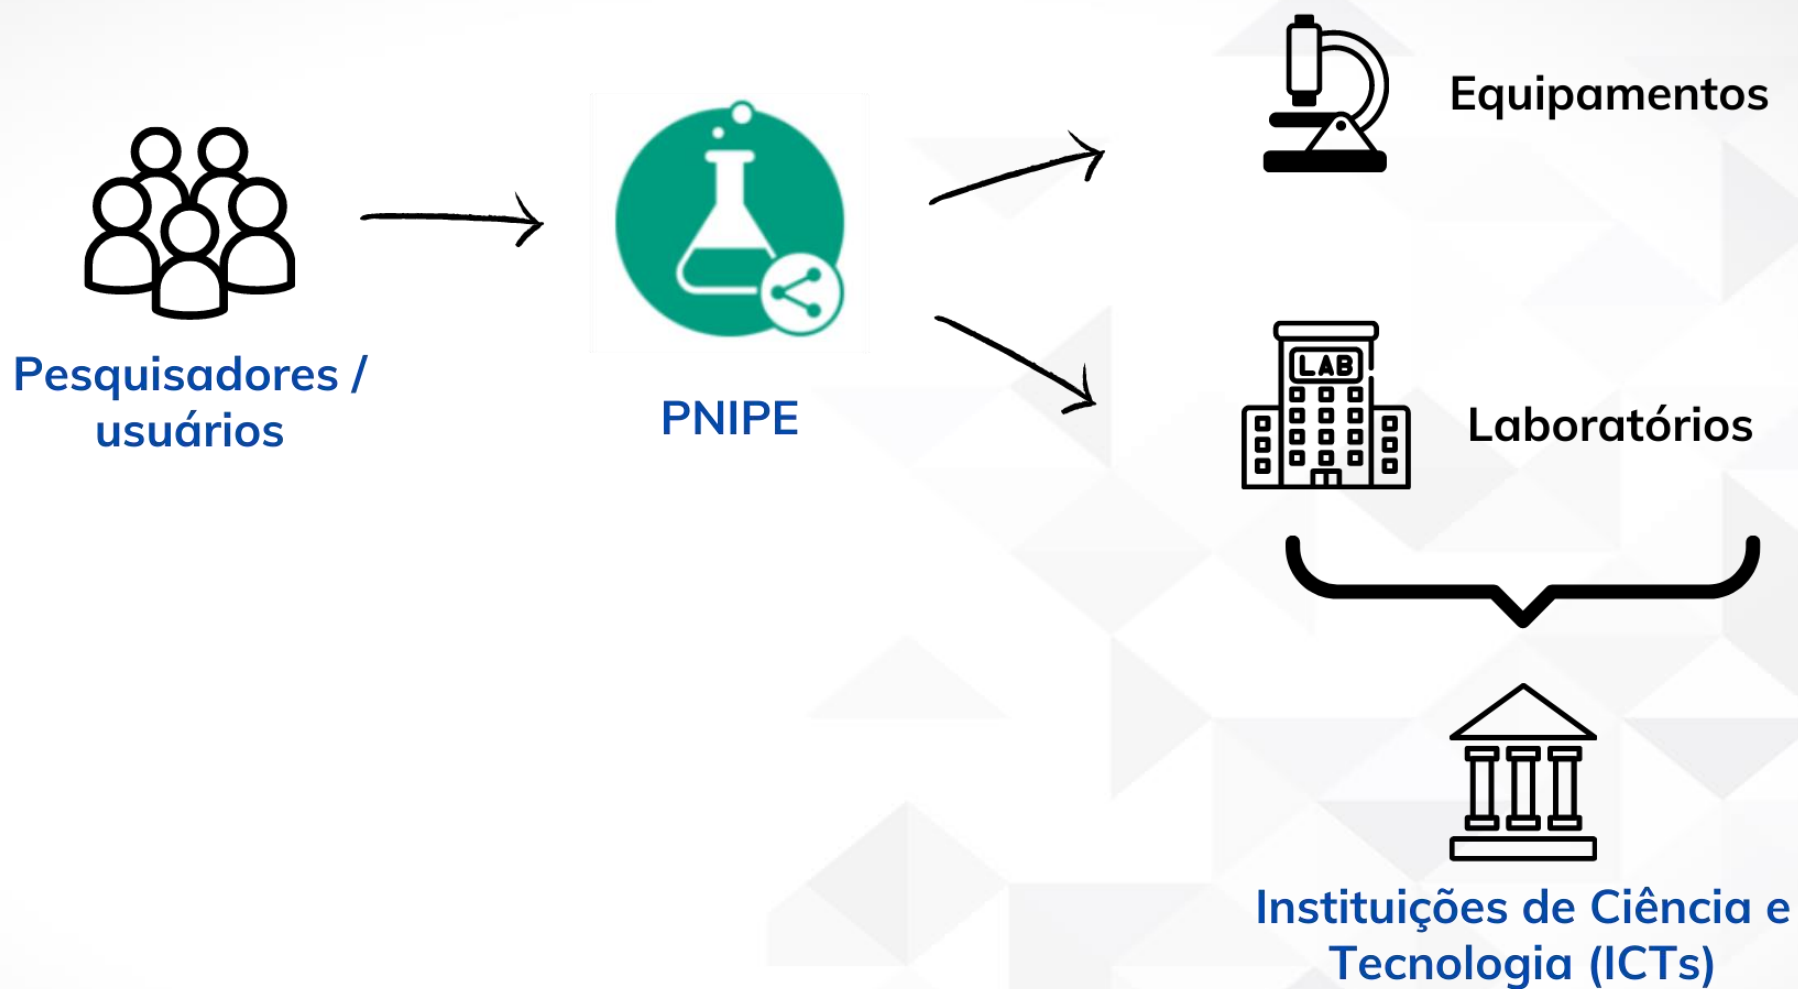 Equipamentos
Pesquisadores /
usuários
PNIPE
LAB
Laboratórios
Instituições de Ciência e
Tecnologia (ICTs)